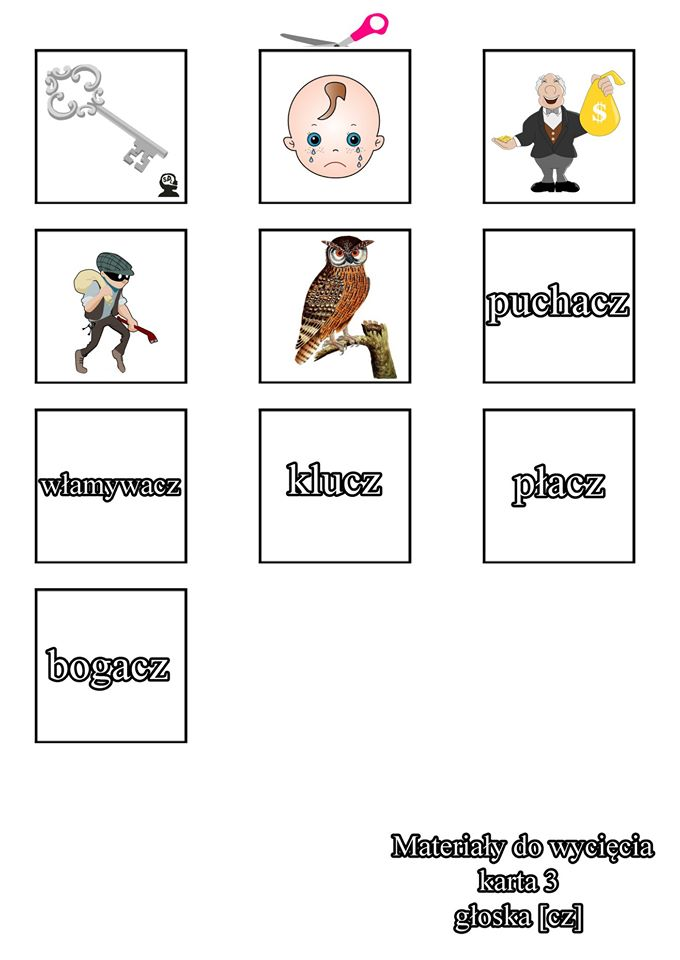 $
puchacz
włamywacz
klucz
płacz
bogacz
Materiały do wycięcia
karta 3
głoska [cz]